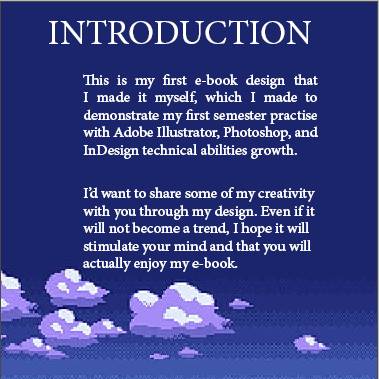 INTRODUCTION
This is my first e-book design that
I made it myself, which I made to
demonstrate my first semester practise
with Adobe Illustrator, Photoshop, and
InDesign technical abilities growth.
I'd want to share some of my creativity
with you through my design. Even if it
will not become a trend, I hope it will
stimulate your mind and that you will
actually enjoy my e-book.